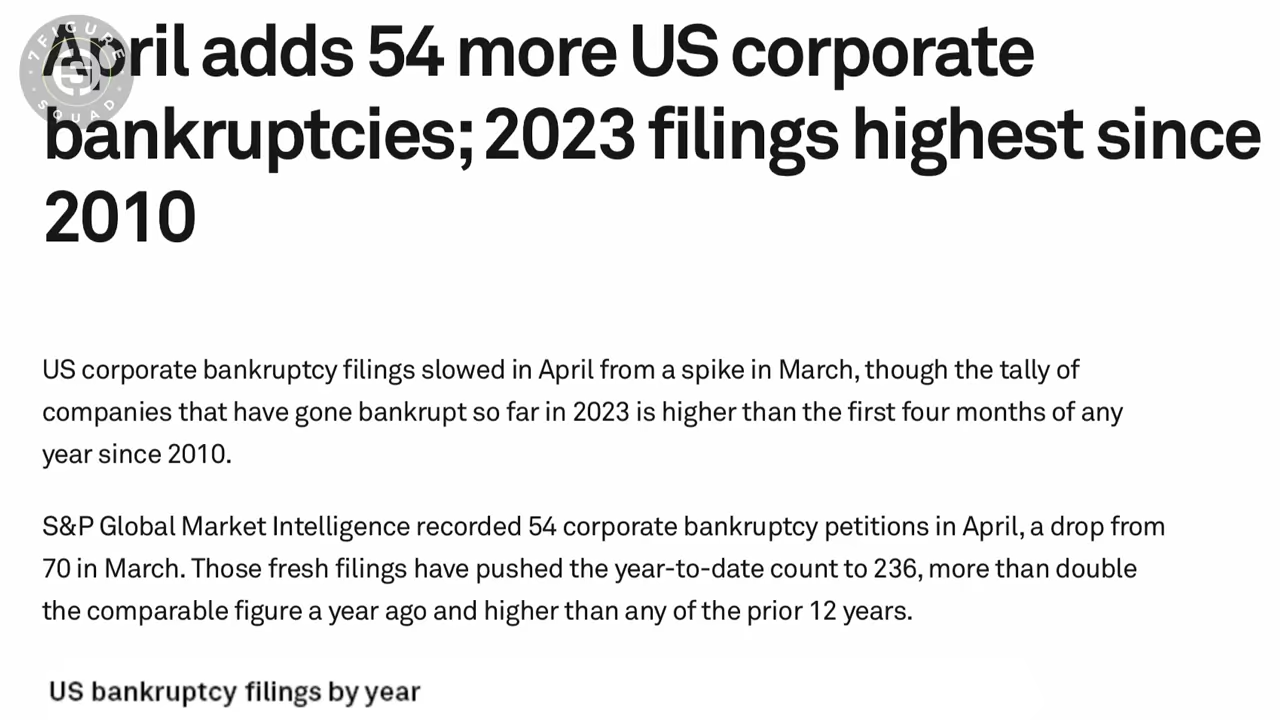 7FIGURE
SQUAD
April adds 54 more US corporate
bankruptcies; 2023 filings highest since
2010
US corporate bankruptcy filings slowed in April from a spike in March, though the tally of
companies that have gone bankrupt so far in 2023 is higher than the first four months of any
year since 2010.
S&P Global Market Intelligence recorded 54 corporate bankruptcy petitions in April, a drop from
70 in March. Those fresh filings have pushed the year-to-date count to 236, more than double
the comparable figure a year ago and higher than any of the prior 12 years.
US bankruptcy filings by year